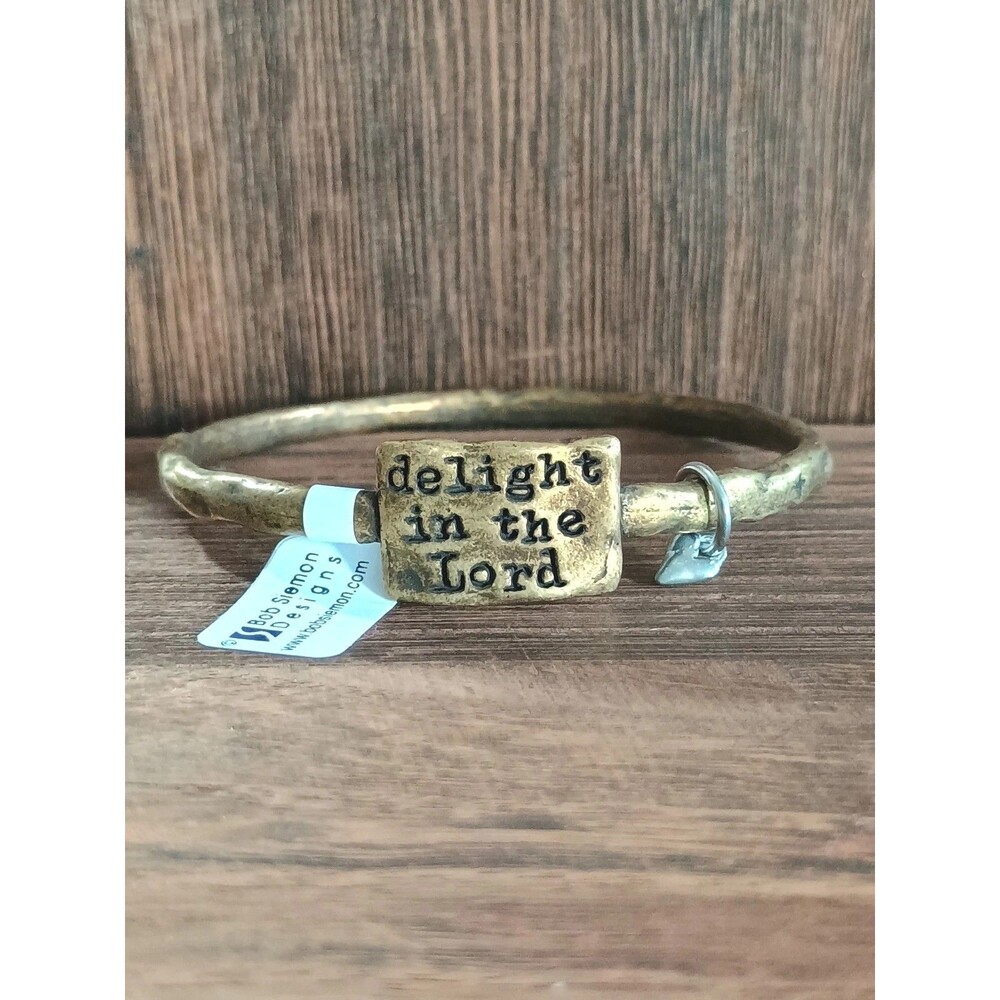 delight
in the
Lord
© Bob Siemon
Designs
www.bobsiemon.com